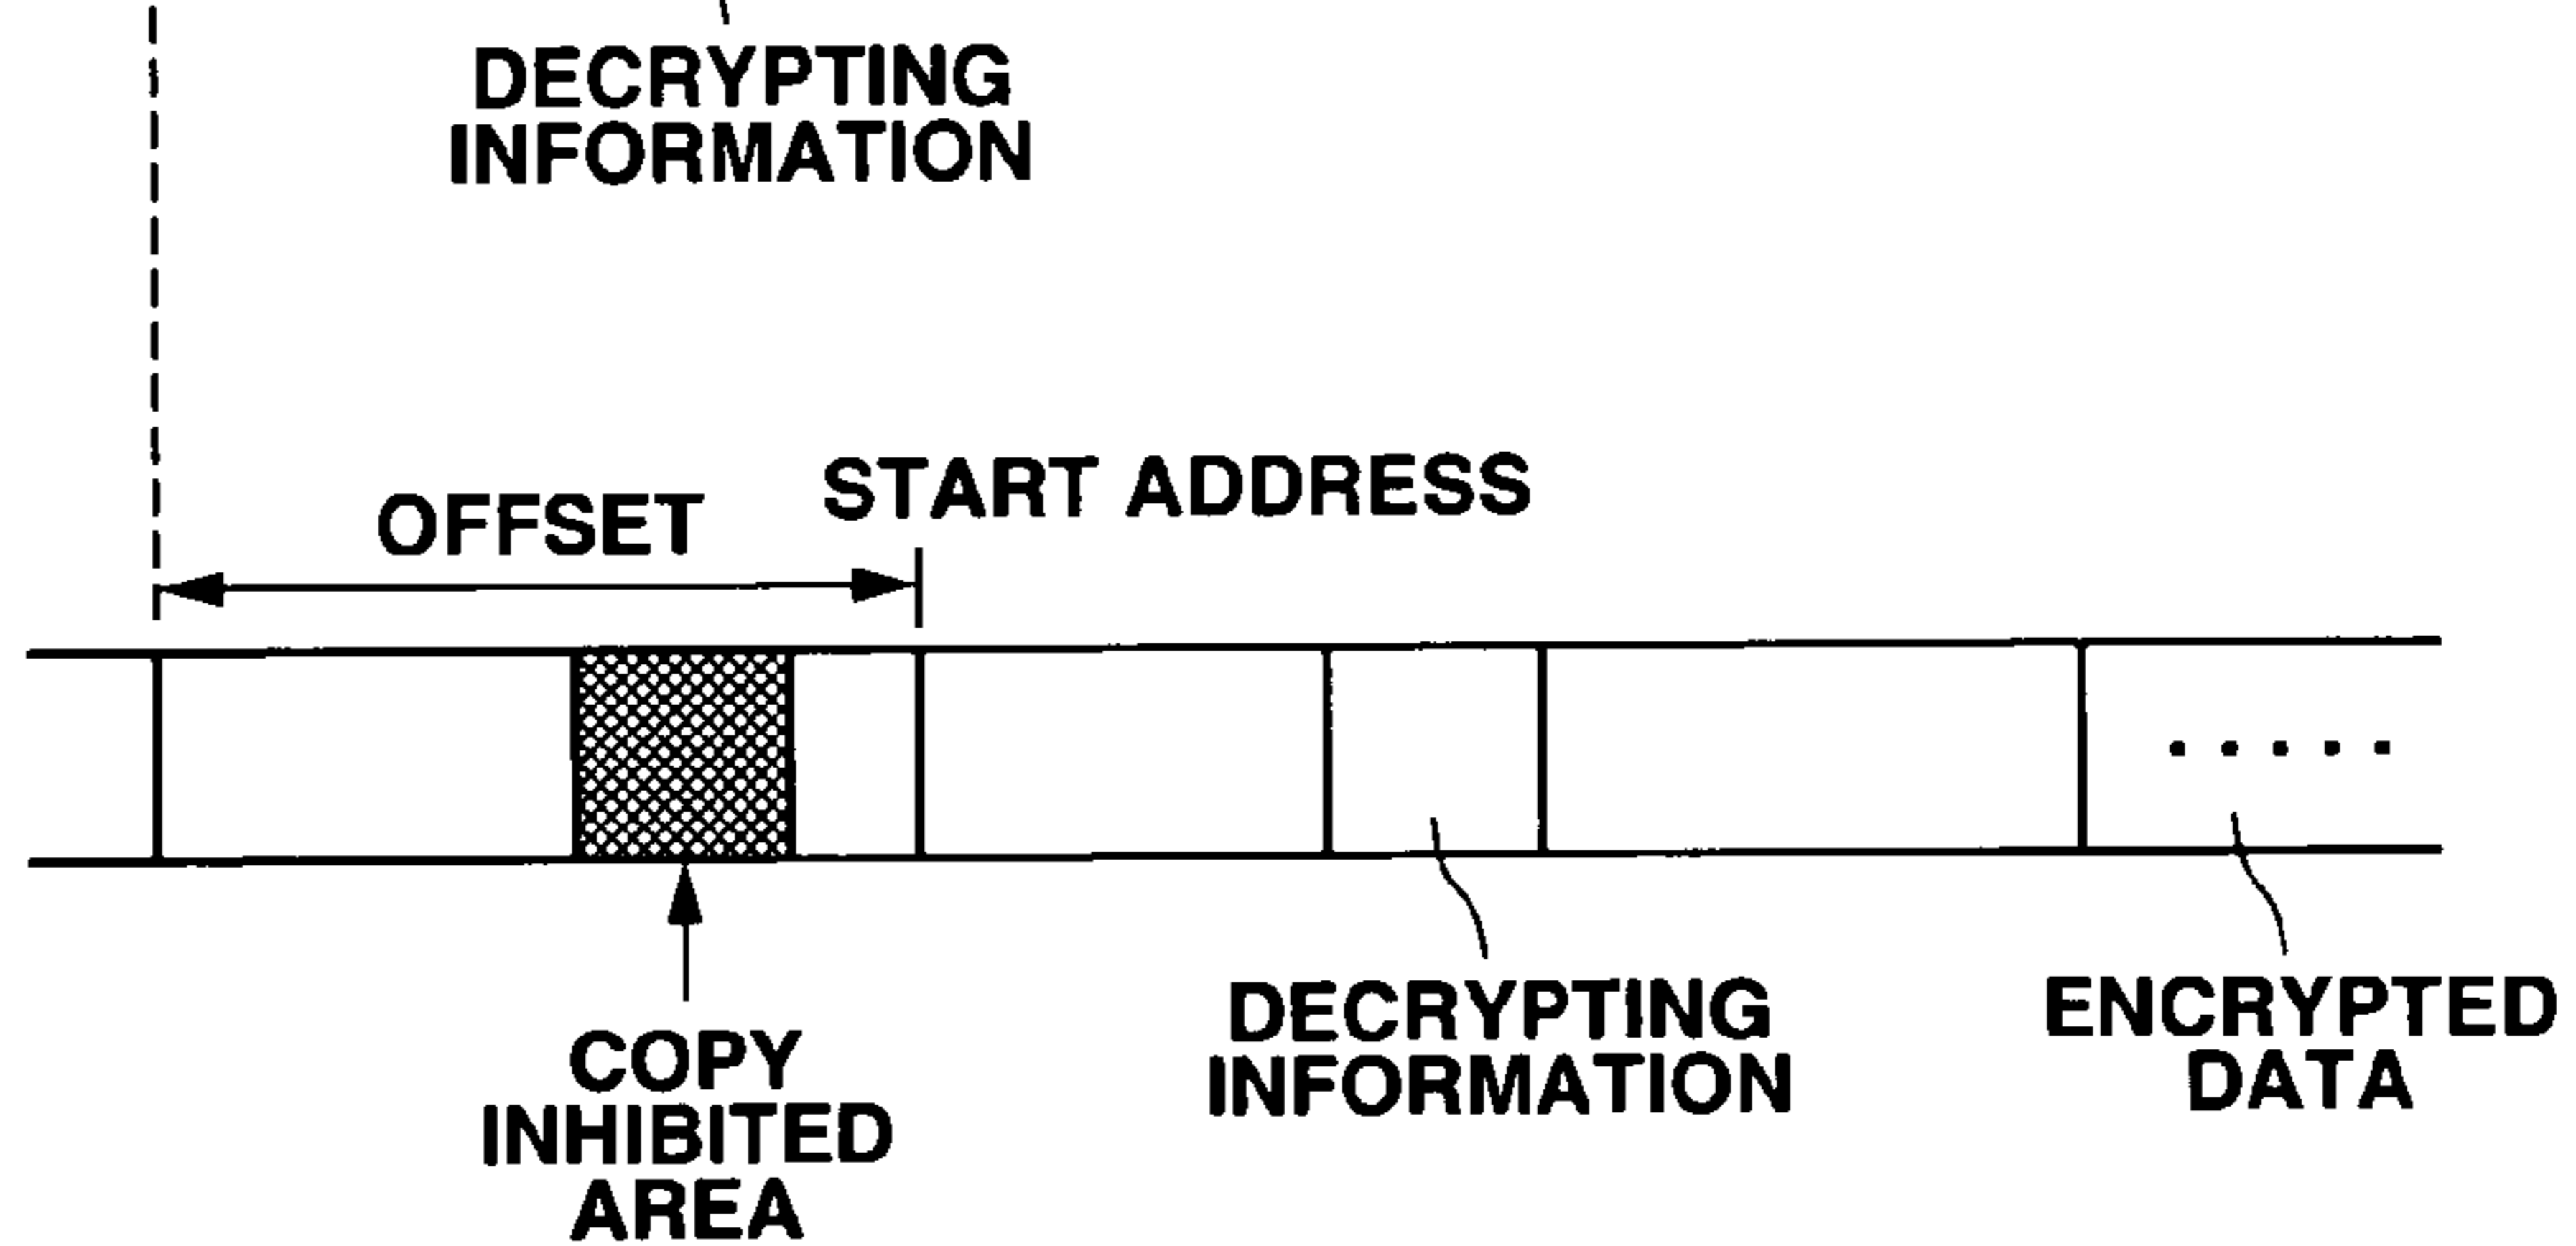 DECRYPTING
INFORMATION
START ADDRESS
OFFSET
COPY
INHIBITED
AREA
DECRYPTING
INFORMATION
ENCRYPTED
DATA